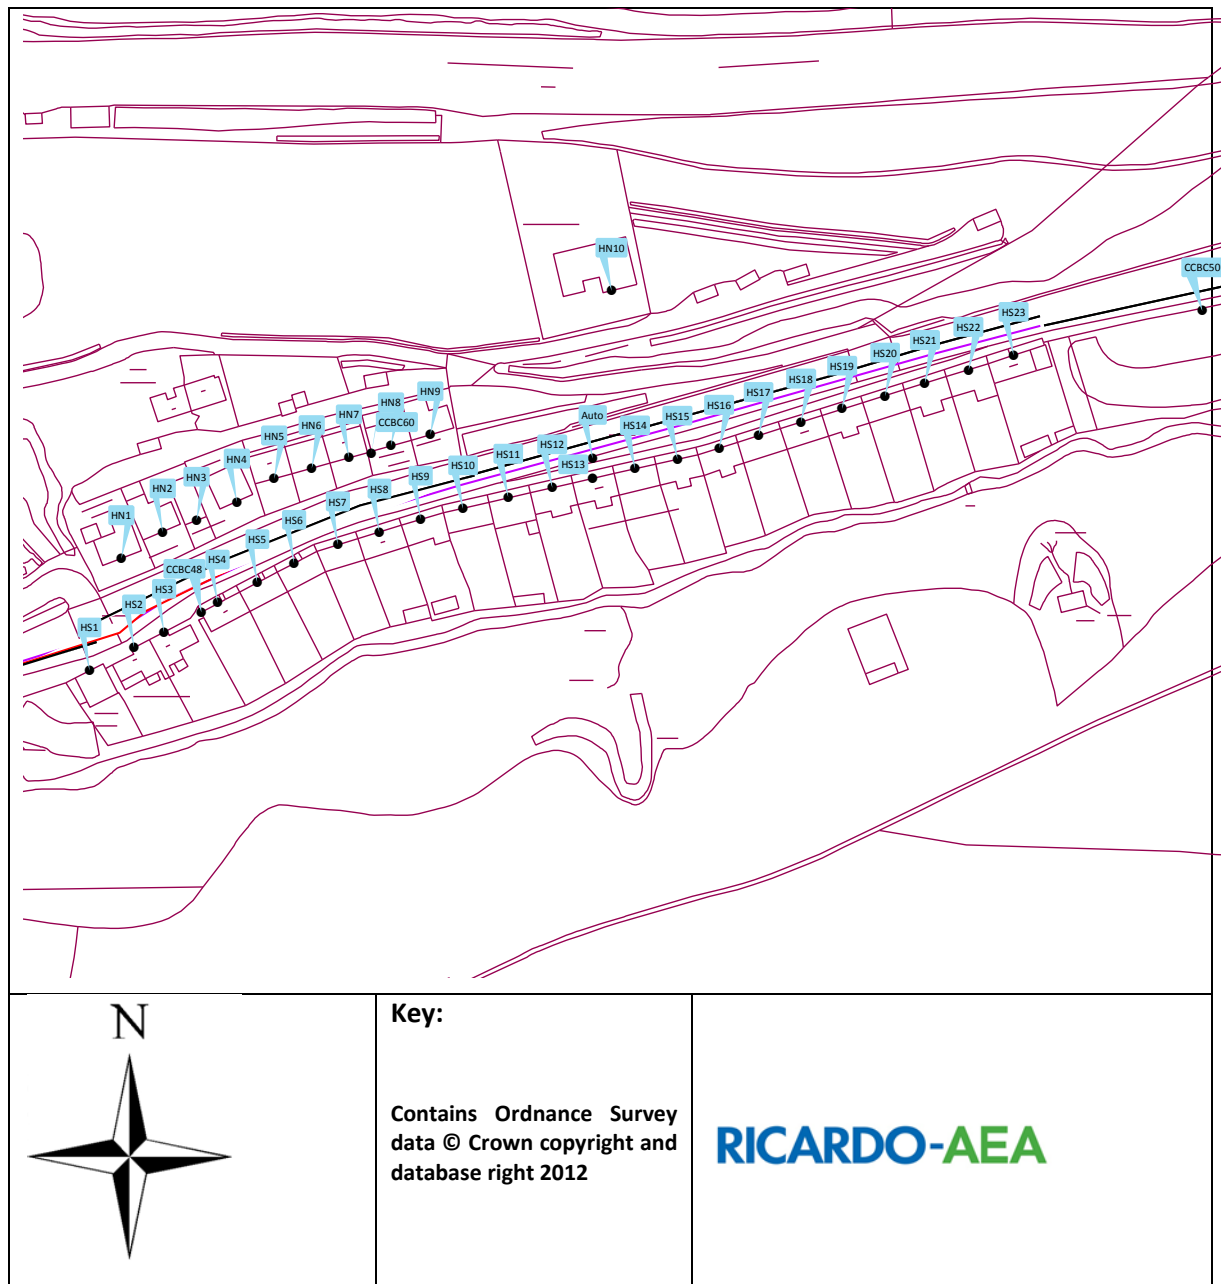 HN10
CCBC50
HS23
HS22
HS21
HS20
HS19
HS18
HS17
HS16
HS15
HS14
Auto
HS13
HS12
HS11
HS10
HS9
HS8
HS7
HS6
HS5
HS4
CCBC48
HS3
HS2
HS1
HN9
HN8
CCBC60
HN7
HN6
HN5
HN4
HN3
HN2
HN1
N
Key:
Contains Ordnance Survey
data © Crown copyright and
database right 2012
RICARDO-AEA